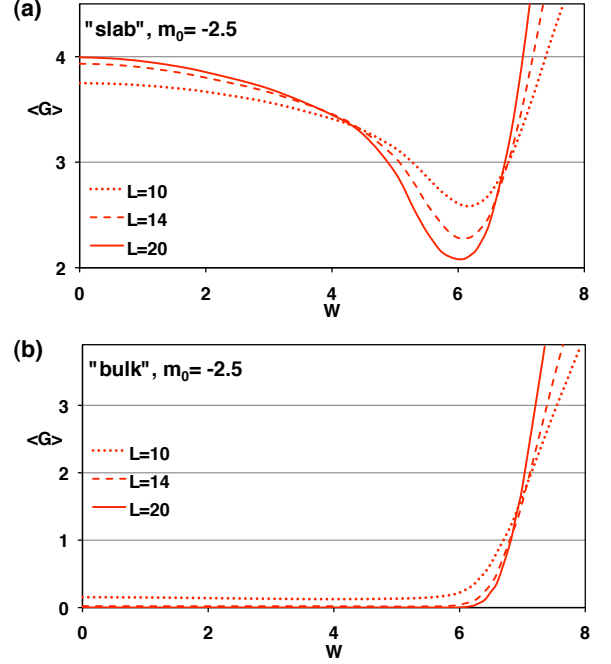 (a)
"slab", m0= -2.5
4
<G>
3
L=10
L=14
L=20
2
0 2 4 6 8
W
(b)
"bulk", m0= -2.5
3
<G>
L=10
2
L=14
L=20
1
0
0 2 4 6 8
W